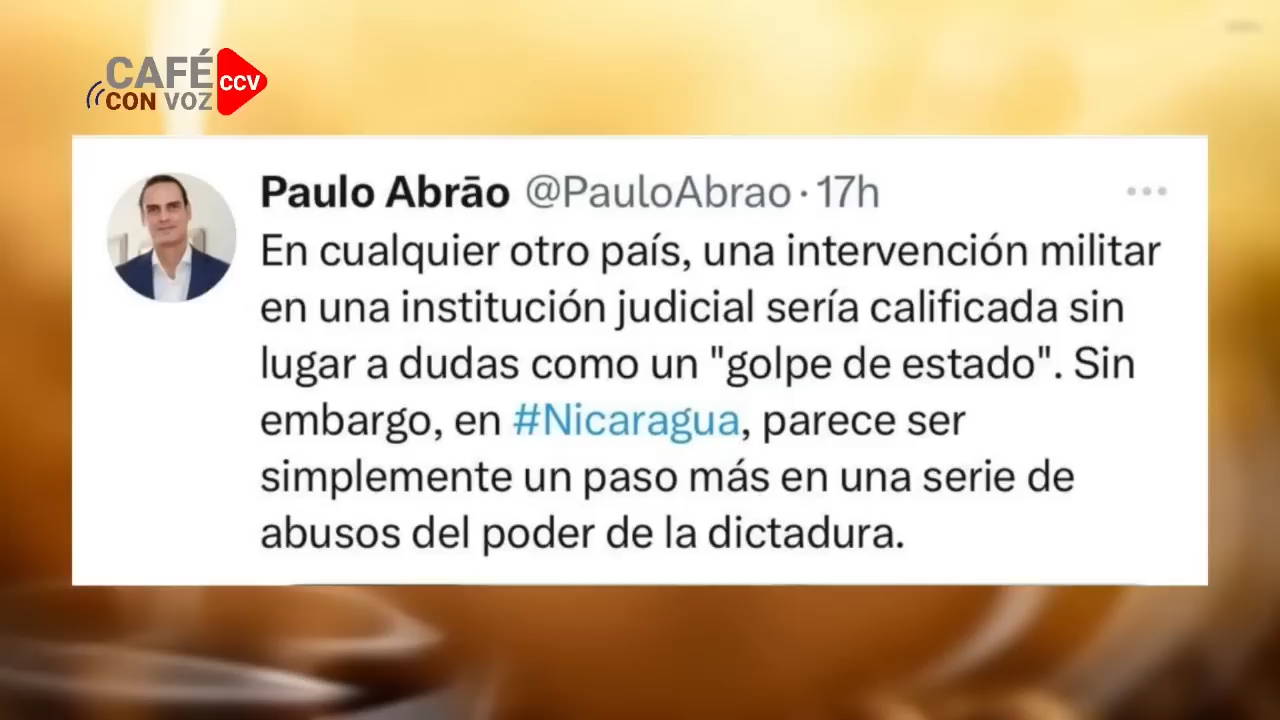 CAFÉ
CON VOZ
CCV
Paulo Abrāo @PauloAbrao · 17h
En cualquier otro país, una intervención militar
en una institución judicial sería calificada sin
lugar a dudas como un "golpe de estado". Sin
embargo, en #Nicaragua, parece ser
simplemente un paso más en una serie de
abusos del poder de la dictadura.